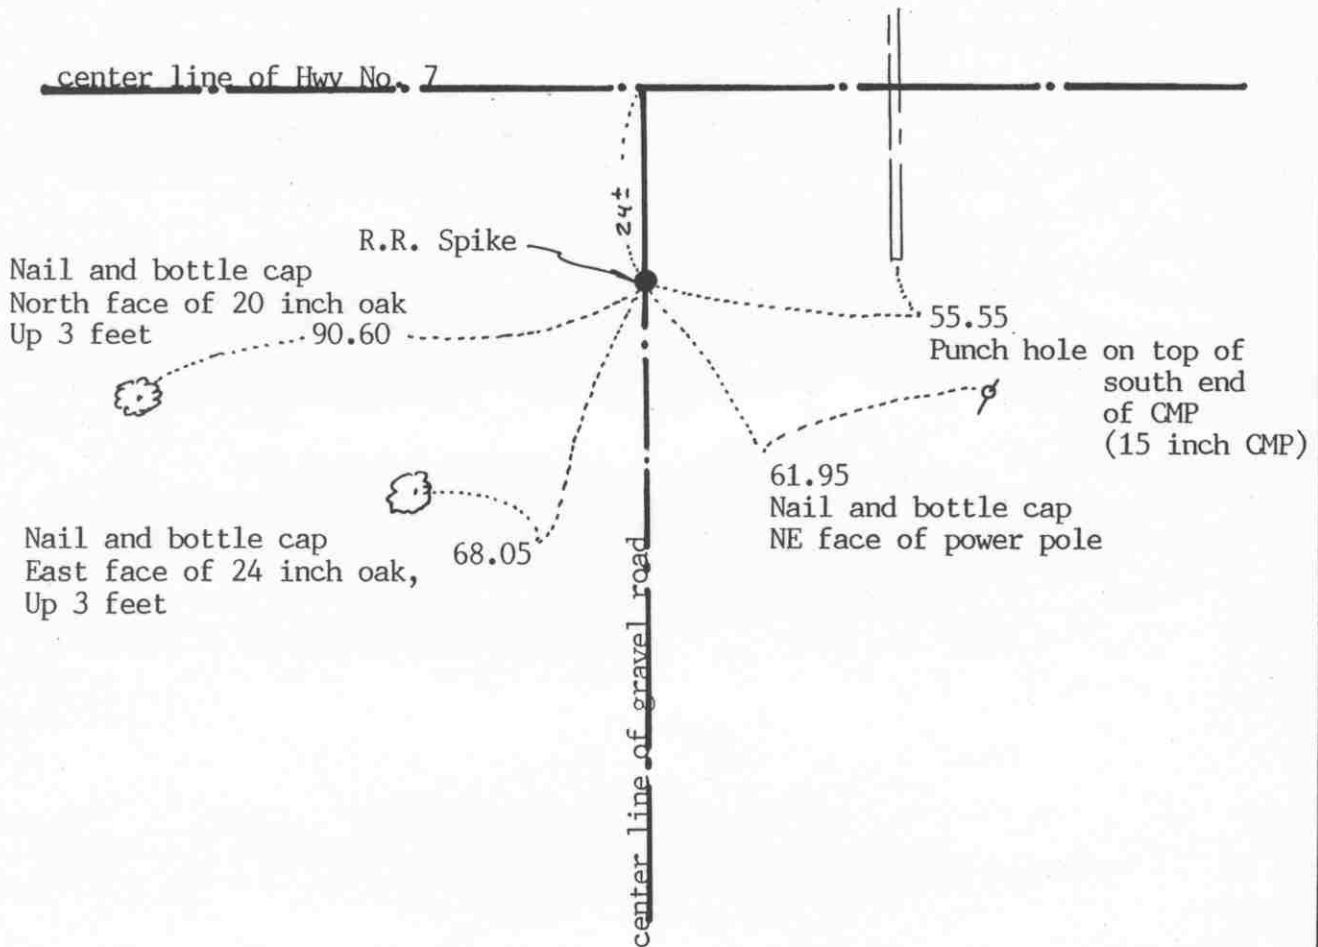 center line of Hwy No. 7
24±
R.R. Spike
Nail and bottle cap
North face of 20 inch oak
Up 3 feet
90.60
55.55
Punch hole on top of
south end
of CMP
(15 inch CMP)
61.95
Nail and bottle cap
NE face of power pole
Nail and bottle cap
East face of 24 inch oak,
Up 3 feet
68.05
center line of gravel road